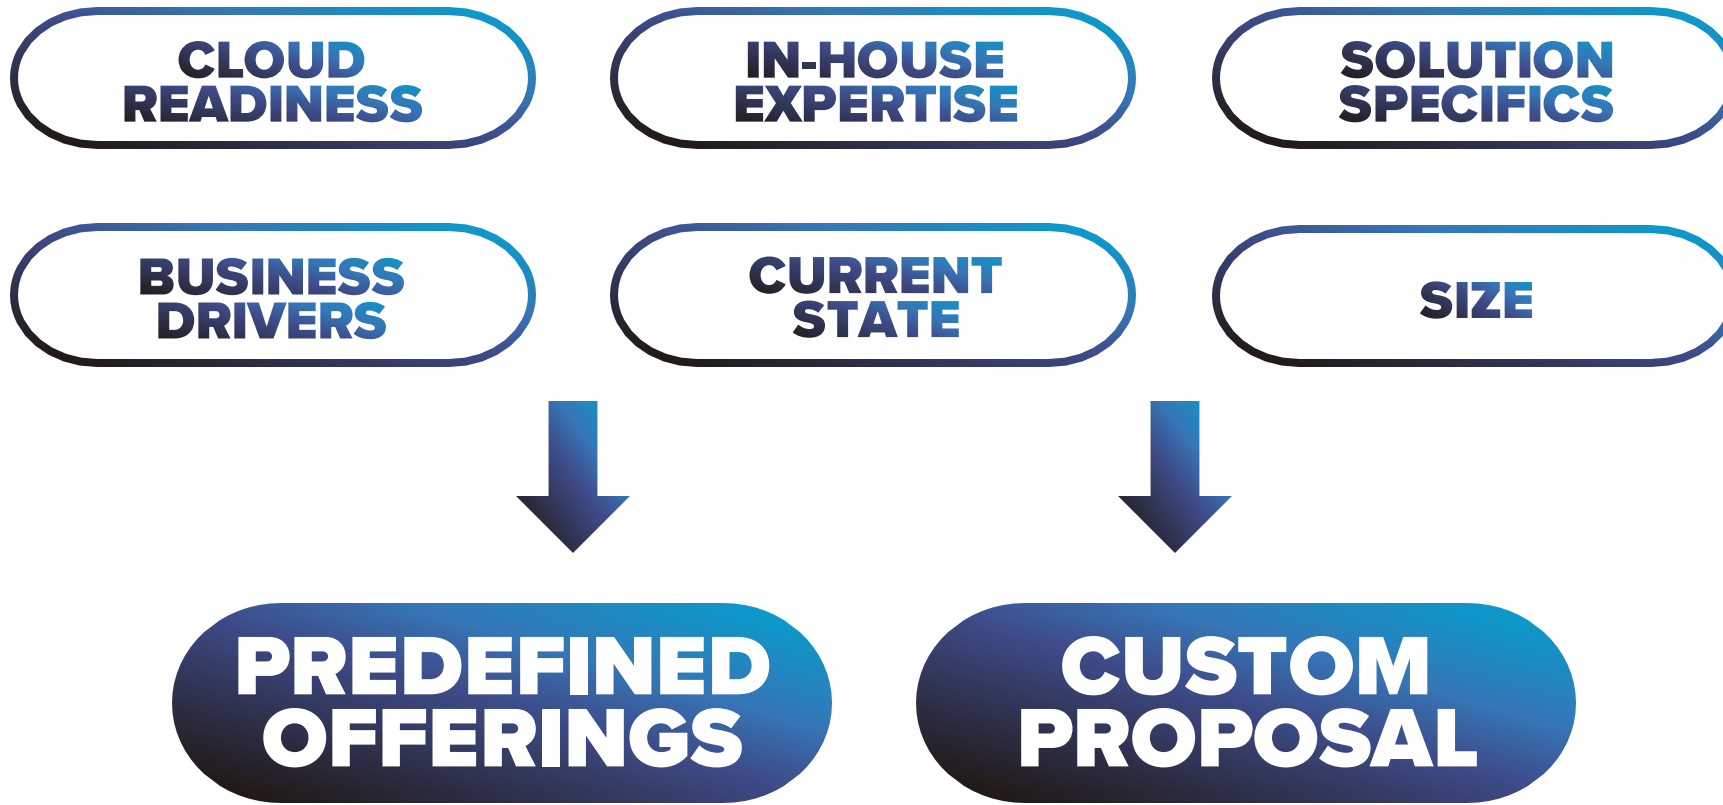 CLOUD
READINESS
IN-HOUSE
EXPERTISE
SOLUTION
SPECIFICS
BUSINESS
DRIVERS
CURRENT
STATE
SIZE
PREDEFINED
OFFERINGS
CUSTOM
PROPOSAL